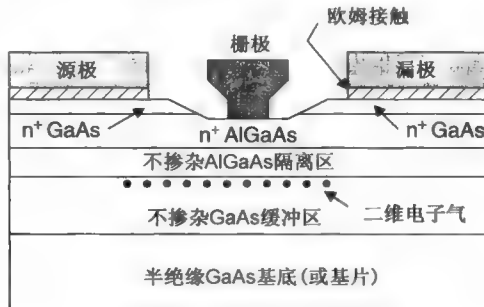 欧姆接触
栅极
源极
漏极
n⁺ GaAs
n⁺ AlGaAs
n⁺ GaAs
不掺杂AlGaAs隔离区
不掺杂GaAs缓冲区
二维电子气
半绝缘GaAs基底(或基片)